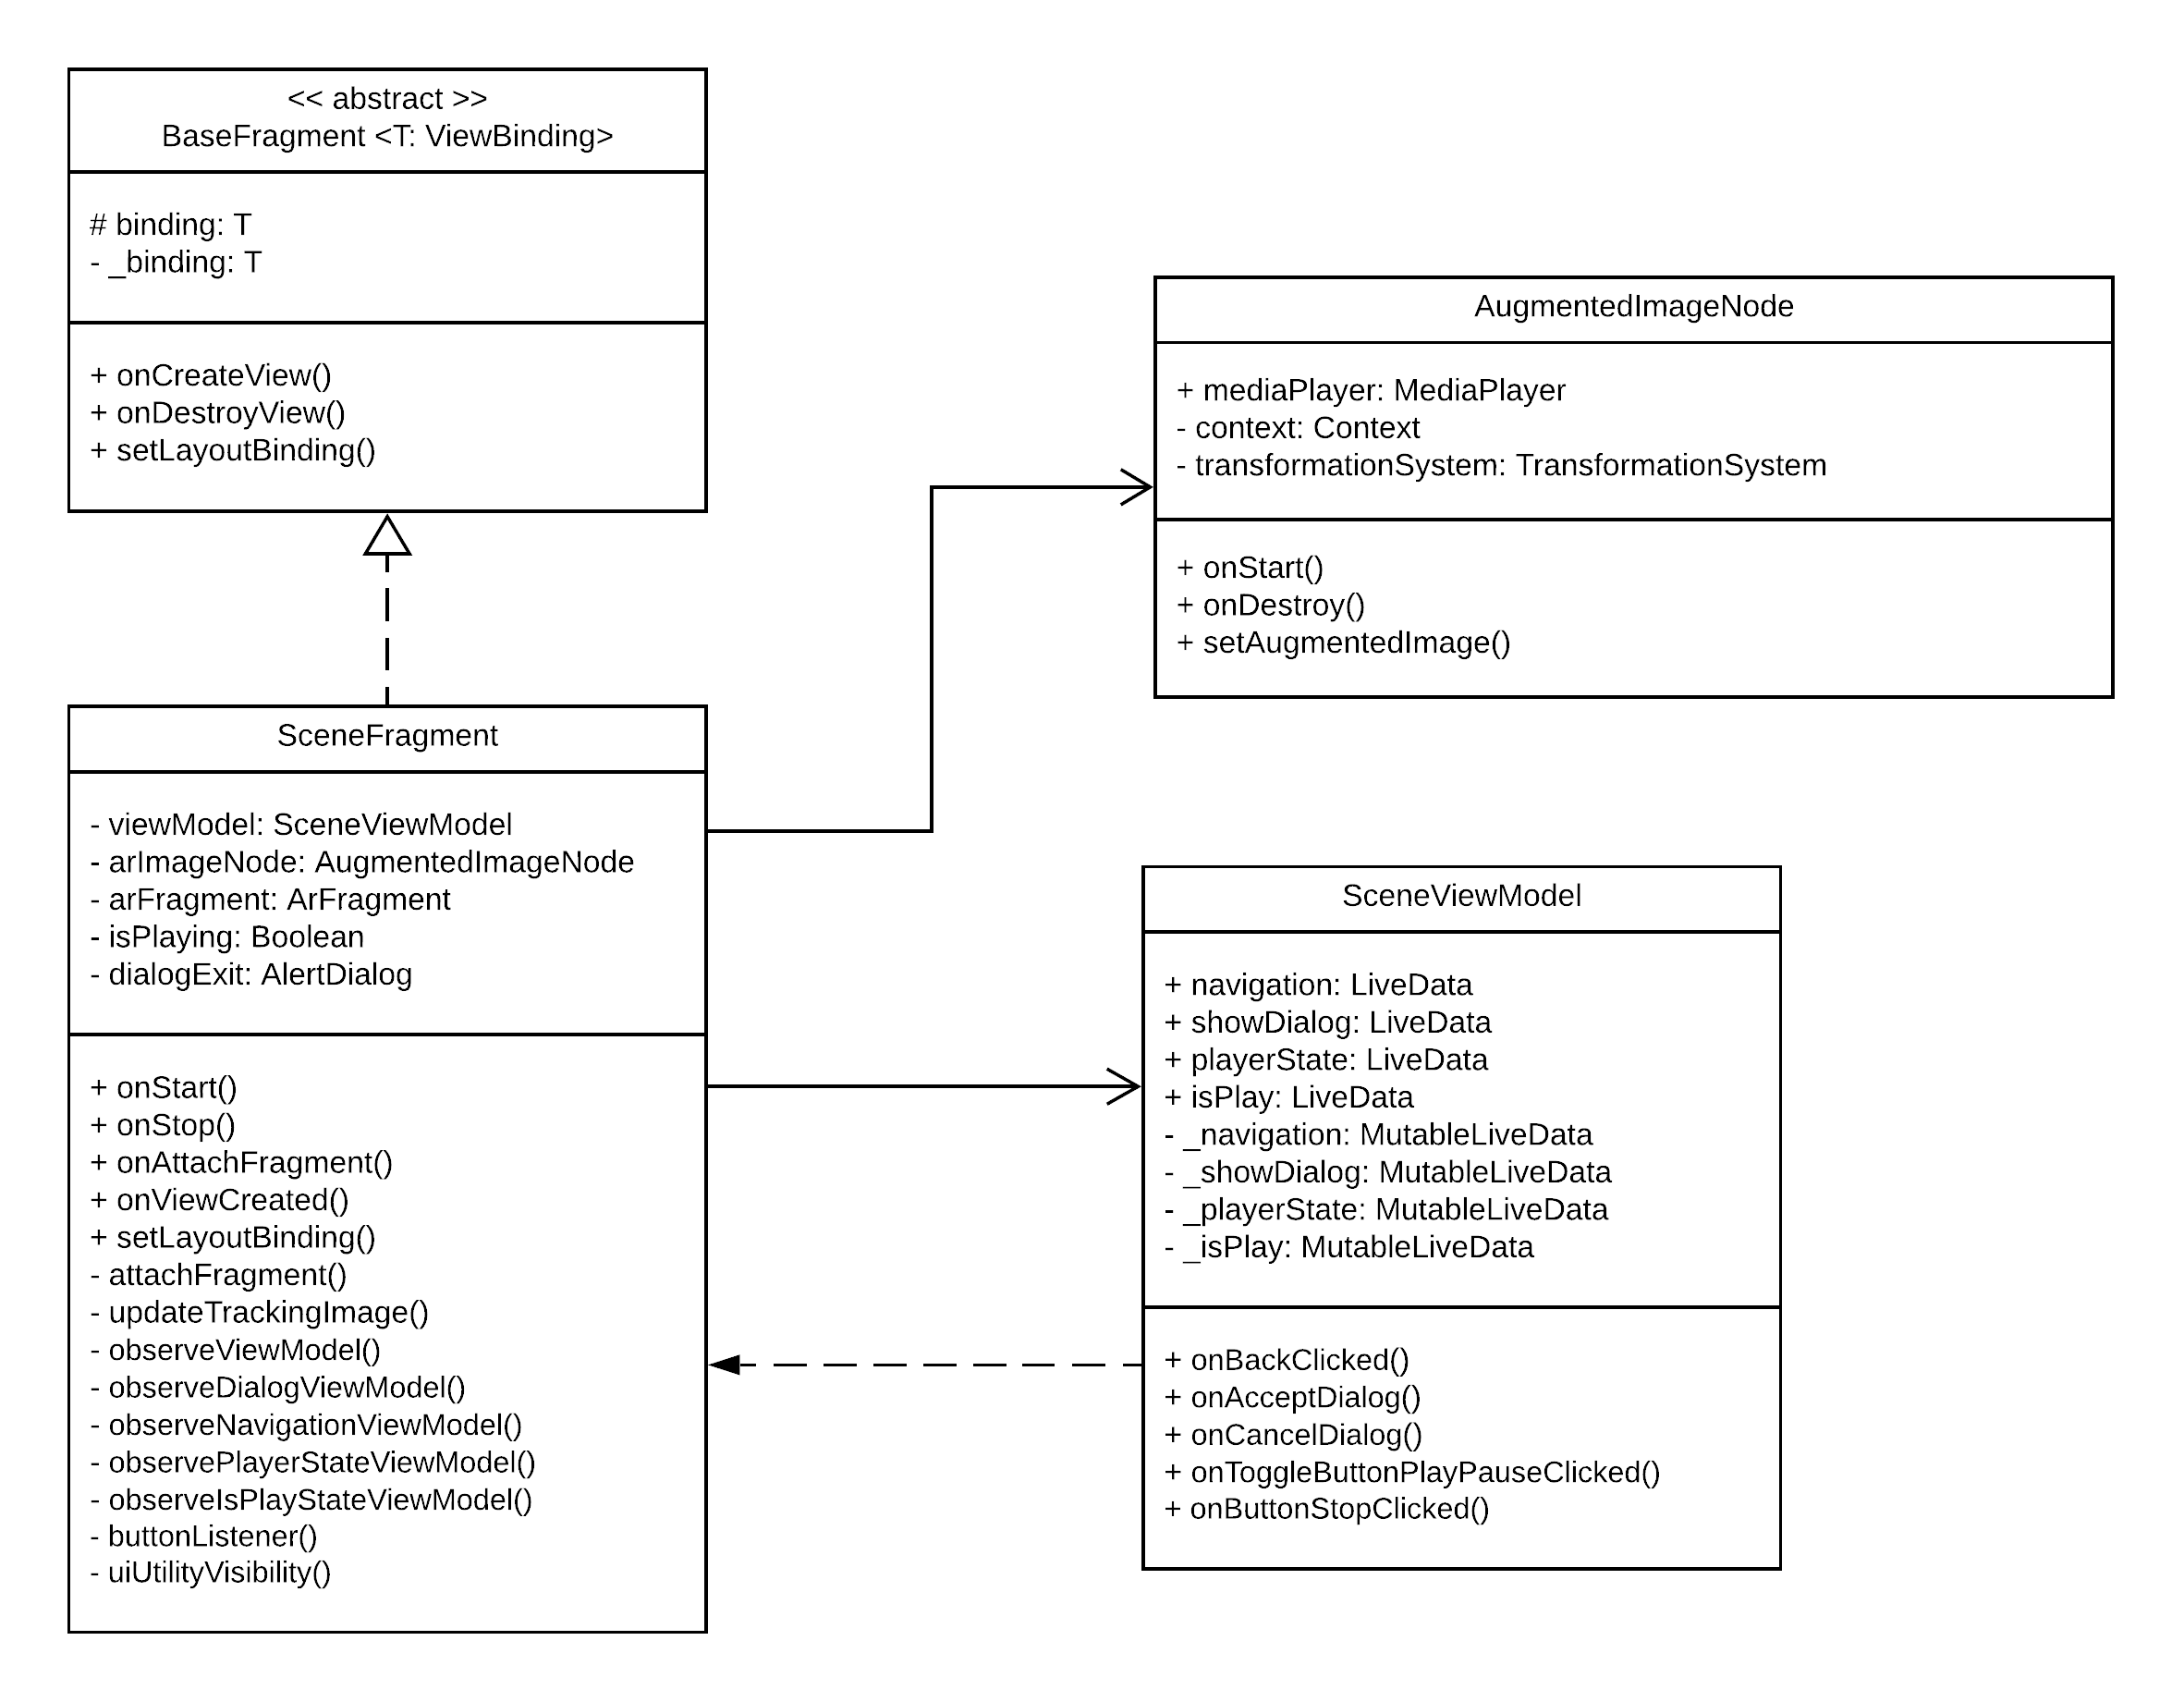 << abstract >>
BaseFragment <T: ViewBinding>
# binding: T
- _binding: T
+ onCreateView()
+ onDestroyView()
+ setLayoutBinding()
AugmentedImageNode
+ mediaPlayer: MediaPlayer
- context: Context
- transformationSystem: TransformationSystem
+ onStart()
+ onDestroy()
+ setAugmentedImage()
SceneFragment
- viewModel: SceneViewModel
- arImageNode: AugmentedImageNode
- arFragment: ArFragment
- isPlaying: Boolean
- dialogExit: AlertDialog
+ onStart()
+ onStop()
+ onAttachFragment()
+ onViewCreated()
+ setLayoutBinding()
- attachFragment()
- updateTrackingImage()
- observeViewModel()
- observeDialogViewModel()
- observeNavigationViewModel()
- observePlayerStateViewModel()
- observeIsPlayStateViewModel()
- buttonListener()
- uiUtilityVisibility()
SceneViewModel
+ navigation: LiveData
+ showDialog: LiveData
+ playerState: LiveData
+ isPlay: LiveData
- _navigation: MutableLiveData
- _showDialog: MutableLiveData
- _playerState: MutableLiveData
- _isPlay: MutableLiveData
+ onBackClicked()
+ onAcceptDialog()
+ onCancelDialog()
+ onToggleButtonPlayPauseClicked()
+ onButtonStopClicked()